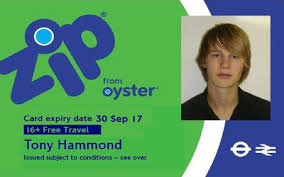 Zip
from
Oyster
Card expiry date 30 Sep 17
16+ Free Travel
Tony Hammond
Issued subject to conditions – see over